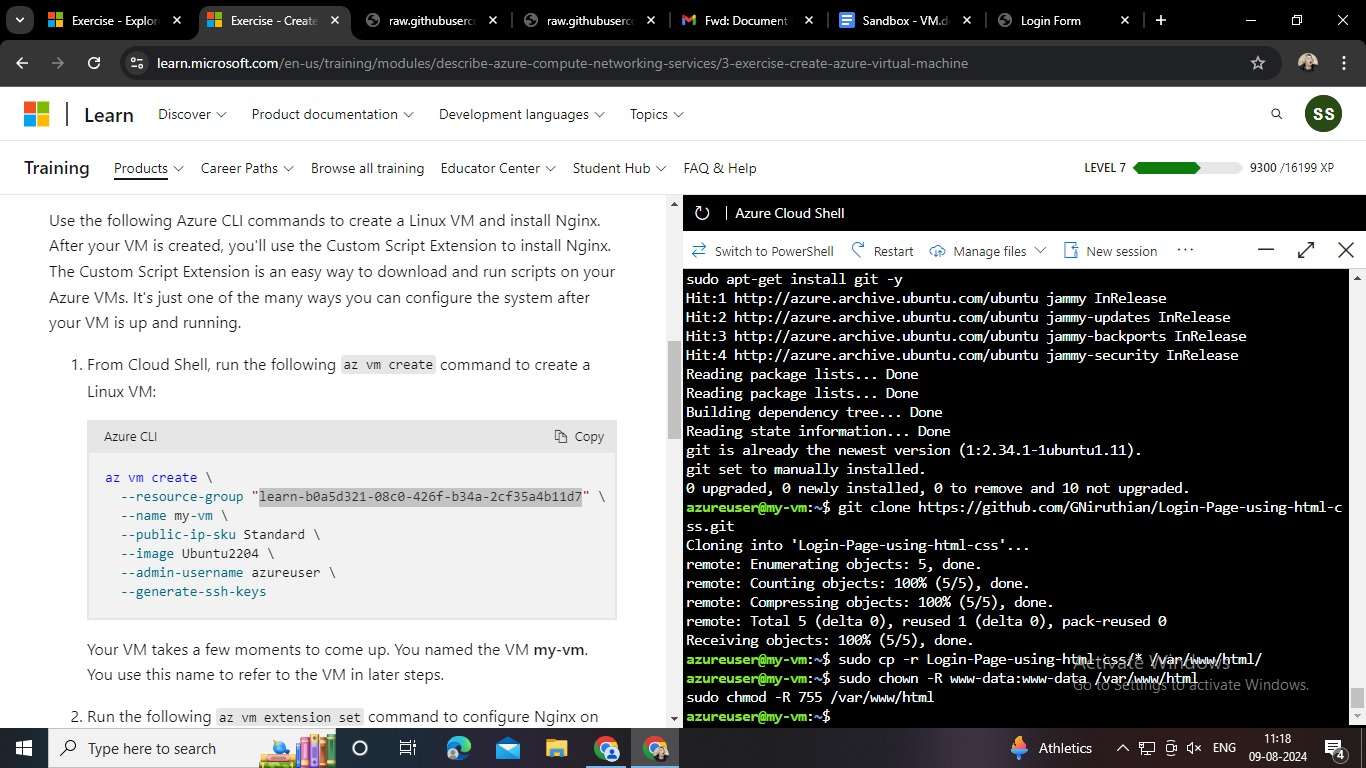 Exercise - Explor
Exercise - Create
raw.githubuserco
raw.githubuserco
Fwd: Document
Sandbox - VM.d
Login Form
learn.microsoft.com/en-us/training/modules/describe-azure-compute-networking-services/3-exercise-create-azure-virtual-machine
Learn
Discover
Product documentation
Development languages
Topics
SS
Training
Products
Career Paths
Browse all training
Educator Center
Student Hub
FAQ & Help
LEVEL 7
9300 /16199 XP
Use the following Azure CLI commands to create a Linux VM and install Nginx.
After your VM is created, you'll use the Custom Script Extension to install Nginx.
The Custom Script Extension is an easy way to download and run scripts on your
Azure VMs. It's just one of the many ways you can configure the system after
your VM is up and running.
1. From Cloud Shell, run the following az vm create command to create a
Linux VM:
Azure CLI
Copy
az vm create \
--resource-group "learn-b0a5d321-08c0-426f-b34a-2cf35a4b11d7" \
--name my-vm \
--public-ip-sku Standard \
--image Ubuntu2204 \
--admin-username azureuser \
--generate-ssh-keys
Your VM takes a few moments to come up. You named the VM my-vm.
You use this name to refer to the VM in later steps.
2. Run the following az vm extension set command to configure Nginx on
Azure Cloud Shell
Switch to PowerShell
Restart
Manage files
New session
sudo apt-get install git -y
Hit:1 http://azure.archive.ubuntu.com/ubuntu jammy InRelease
Hit:2 http://azure.archive.ubuntu.com/ubuntu jammy-updates InRelease
Hit:3 http://azure.archive.ubuntu.com/ubuntu jammy-backports InRelease
Hit:4 http://azure.archive.ubuntu.com/ubuntu jammy-security InRelease
Reading package lists... Done
Reading package lists... Done
Building dependency tree... Done
Reading state information... Done
git is already the newest version (1:2.34.1-1ubuntu1.11).
git set to manually installed.
0 upgraded, 0 newly installed, 0 to remove and 10 not upgraded.
azureuser@my-vm:~$ git clone https://github.com/GNiruthian/Login-Page-using-html-c
ss.git
Cloning into 'Login-Page-using-html-css'...
remote: Enumerating objects: 5, done.
remote: Counting objects: 100% (5/5), done.
remote: Compressing objects: 100% (5/5), done.
remote: Total 5 (delta 0), reused 1 (delta 0), pack-reused 0
Receiving objects: 100% (5/5), done.
azureuser@my-vm:~$ sudo cp -r Login-Page-using-html-css/* /var/www/html/
azureuser@my-vm:~$ sudo chown -R www-data:www-data /var/www/html
sudo chmod -R 755 /var/www/html
azureuser@my-vm:~$
Activate Windows
Go to Settings to activate Windows.
Type here to search
Athletics
ENG
11:18
09-08-2024
4